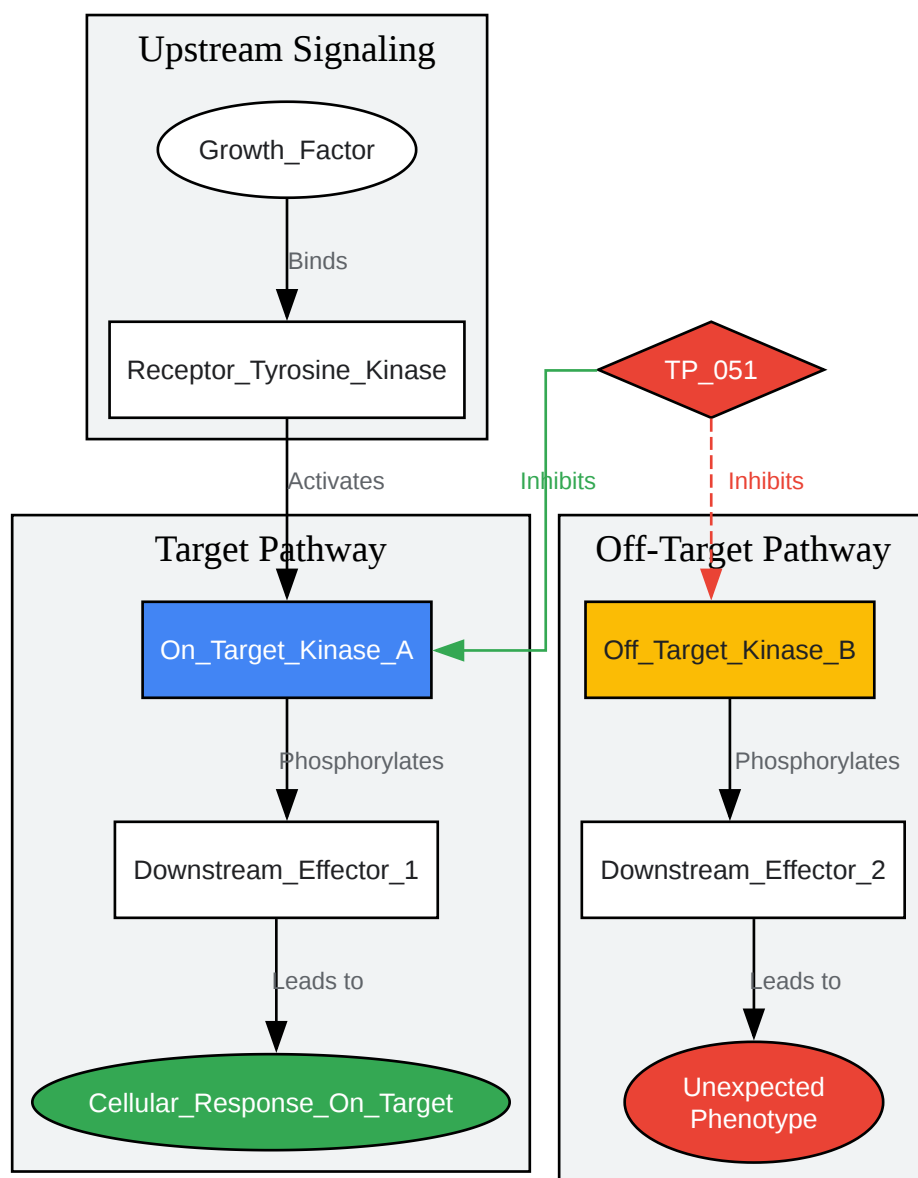 Upstream Signaling
Growth_Factor
Binds
Receptor_Tyrosine_Kinase
TP_051
Activates
Inhibits
Inhibits
Target Pathway
Off-Target Pathway
On_Target_Kinase_A
Off_Target_Kinase_B
Phosphorylates
Phosphorylates
Downstream_Effector_1
Downstream_Effector_2
Leads to
Leads to
Cellular_Response_On_Target
Unexpected
Phenotype